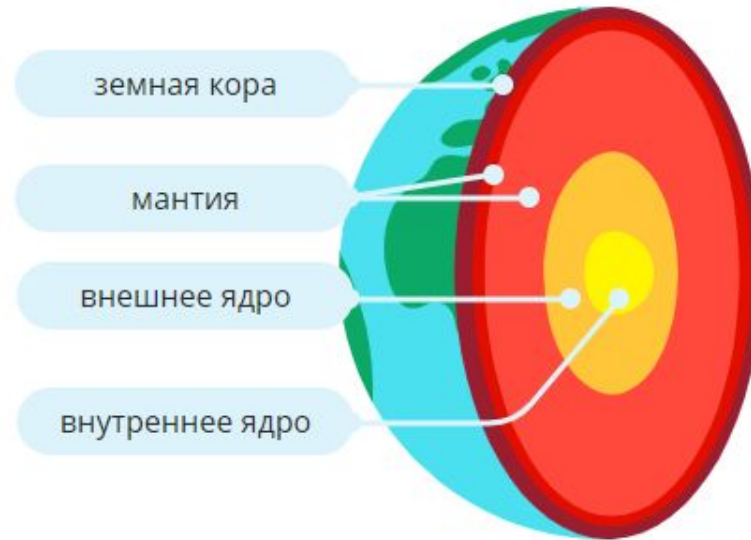 земная кора
мантия
внешнее ядро
внутреннее ядро